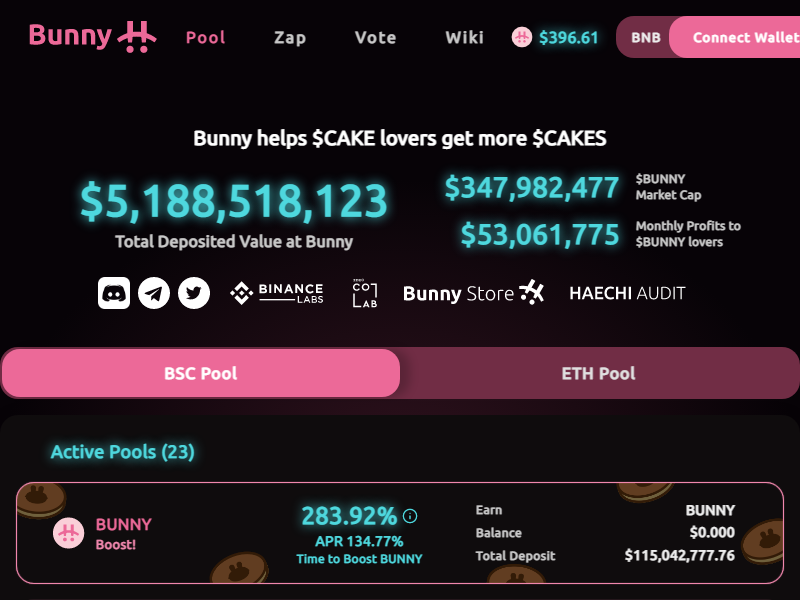 Bunny
Pool
Zap
Vote
Wiki
$396.61
BNB
Connect Wallet
Bunny helps $CAKE lovers get more $CAKES
$5,188,518,123
Total Deposited Value at Bunny
$347,982,477
$BUNNY
Market Cap
$53,061,775
Monthly Profits to
$BUNNY lovers
BINANCE
LABS
CO
LAB
Bunny Store
HAECHI AUDIT
BSC Pool
ETH Pool
Active Pools (23)
BUNNY
Boost!
283.92%
APR 134.77%
Time to Boost BUNNY
Earn
BUNNY
Balance
$0.000
Total Deposit
$115,042,777.76